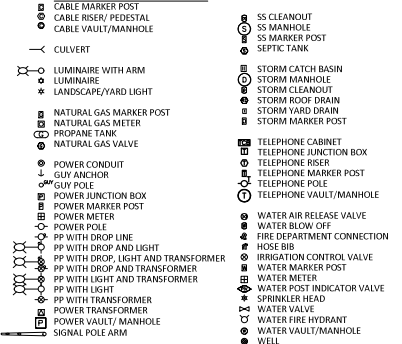 CABLE MARKER POST
CABLE RISER/ PEDESTAL
CABLE VAULT/MANHOLE
CULVERT
LUMINAIRE WITH ARM
LUMINAIRE
LANDSCAPE/YARD LIGHT
NATURAL GAS MARKER POST
NATURAL GAS METER
G PROPANE TANK
NATURAL GAS VALVE
POWER CONDUIT
GUY ANCHOR
GUY GUY POLE
POWER JUNCTION BOX
POWER MARKER POST
POWER METER
POWER POLE
PP WITH DROP LINE
PP WITH DROP AND LIGHT
PP WITH DROP, LIGHT AND TRANSFORMER
PP WITH DROP AND TRANSFORMER
PP WITH LIGHT AND TRANSFORMER
PP WITH LIGHT
PP WITH TRANSFORMER
POWER TRANSFORMER
P POWER VAULT/ MANHOLE
SIGNAL POLE ARM
SS CLEANOUT
S SS MANHOLE
SS MARKER POST
SEPTIC TANK
STORM CATCH BASIN
D STORM MANHOLE
STORM CLEANOUT
STORM ROOF DRAIN
STORM YARD DRAIN
STORM MARKER POST
TCB TELEPHONE CABINET
T TELEPHONE JUNCTION BOX
TELEPHONE RISER
TELEPHONE MARKER POST
TELEPHONE POLE
T TELEPHONE VAULT/MANHOLE
WATER AIR RELEASE VALVE
WATER BLOW OFF
FIRE DEPARTMENT CONNECTION
HOSE BIB
IRRIGATION CONTROL VALVE
WATER MARKER POST
WATER METER
WATER POST INDICATOR VALVE
SPRINKLER HEAD
WATER VALVE
WATER FIRE HYDRANT
WATER VAULT/MANHOLE
WELL